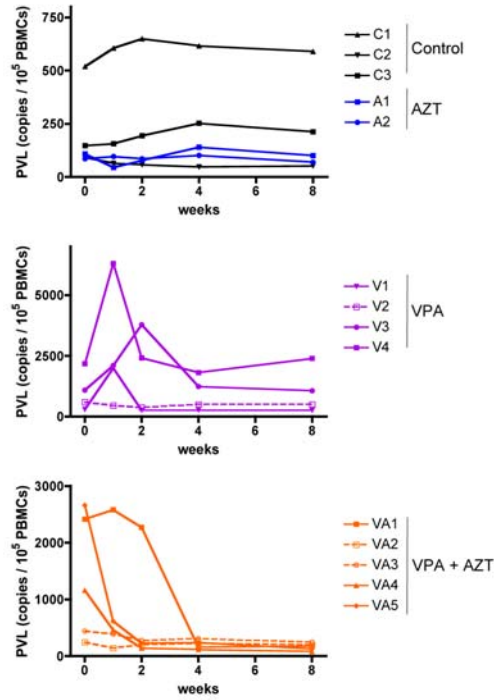 PVL (copies / 10⁵ PBMCs)
750
500
250
0
0 2 4 6 8
weeks
C1
C2
C3
Control
A1
A2
AZT
PVL (copies / 10⁵ PBMCs)
5000
2500
0
0 2 4 6 8
weeks
V1
V2
V3
V4
VPA
PVL (copies / 10⁵ PBMCs)
3000
2000
1000
0
0 2 4 6 8
weeks
VA1
VA2
VA3
VA4
VA5
VPA + AZT